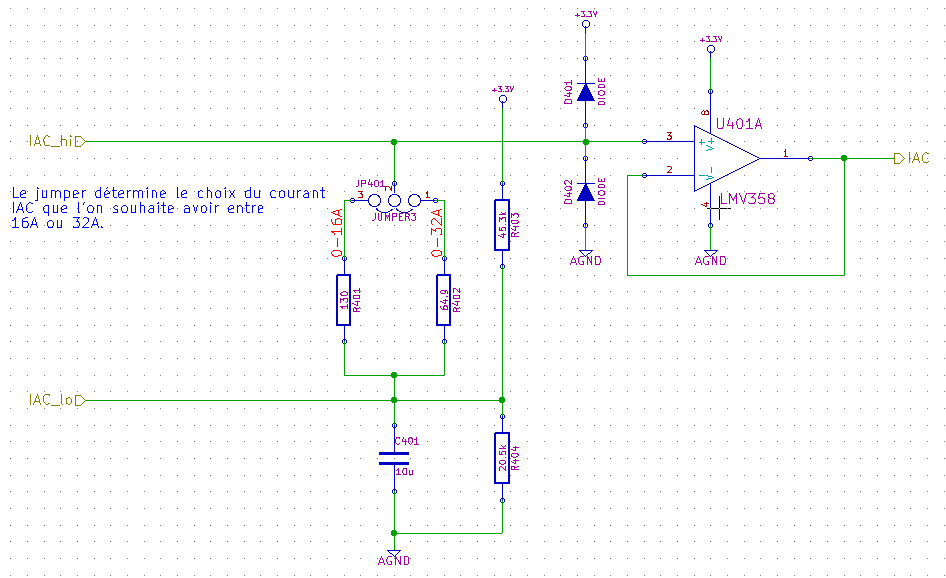 +3.3V
+3.3V
D401
DIODE
+3.3V
8
U401A
IAC_hi
3
+
V+
1
IAC
2
-
V-
JP401
2
3
1
JUMPER3
Le jumper détermine le choix du courant
IAC que l'on souhaite avoir entre
16A ou 32A.
D402
DIODE
4
LMV358
0-16A
0-32A
45.3k
R403
AGND
AGND
130
R401
64.9
R402
IAC_lo
C401
10u
20.5k
R404
AGND